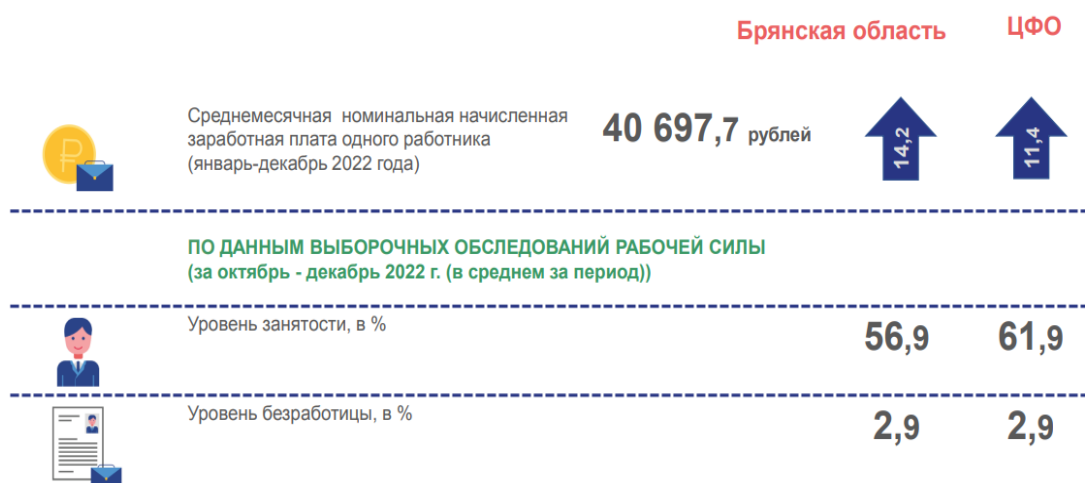 Брянская область ЦФО
Среднемесячная номинальная начисленная
заработная плата одного работника
(январь-декабрь 2022 года)
40 697,7 рублей
14,2
11,4
ПО ДАННЫМ ВЫБОРОЧНЫХ ОБСЛЕДОВАНИЙ РАБОЧЕЙ СИЛЫ
(за октябрь - декабрь 2022 г. (в среднем за период))
Уровень занятости, в %
56,9 61,9
Уровень безработицы, в %
2,9 2,9